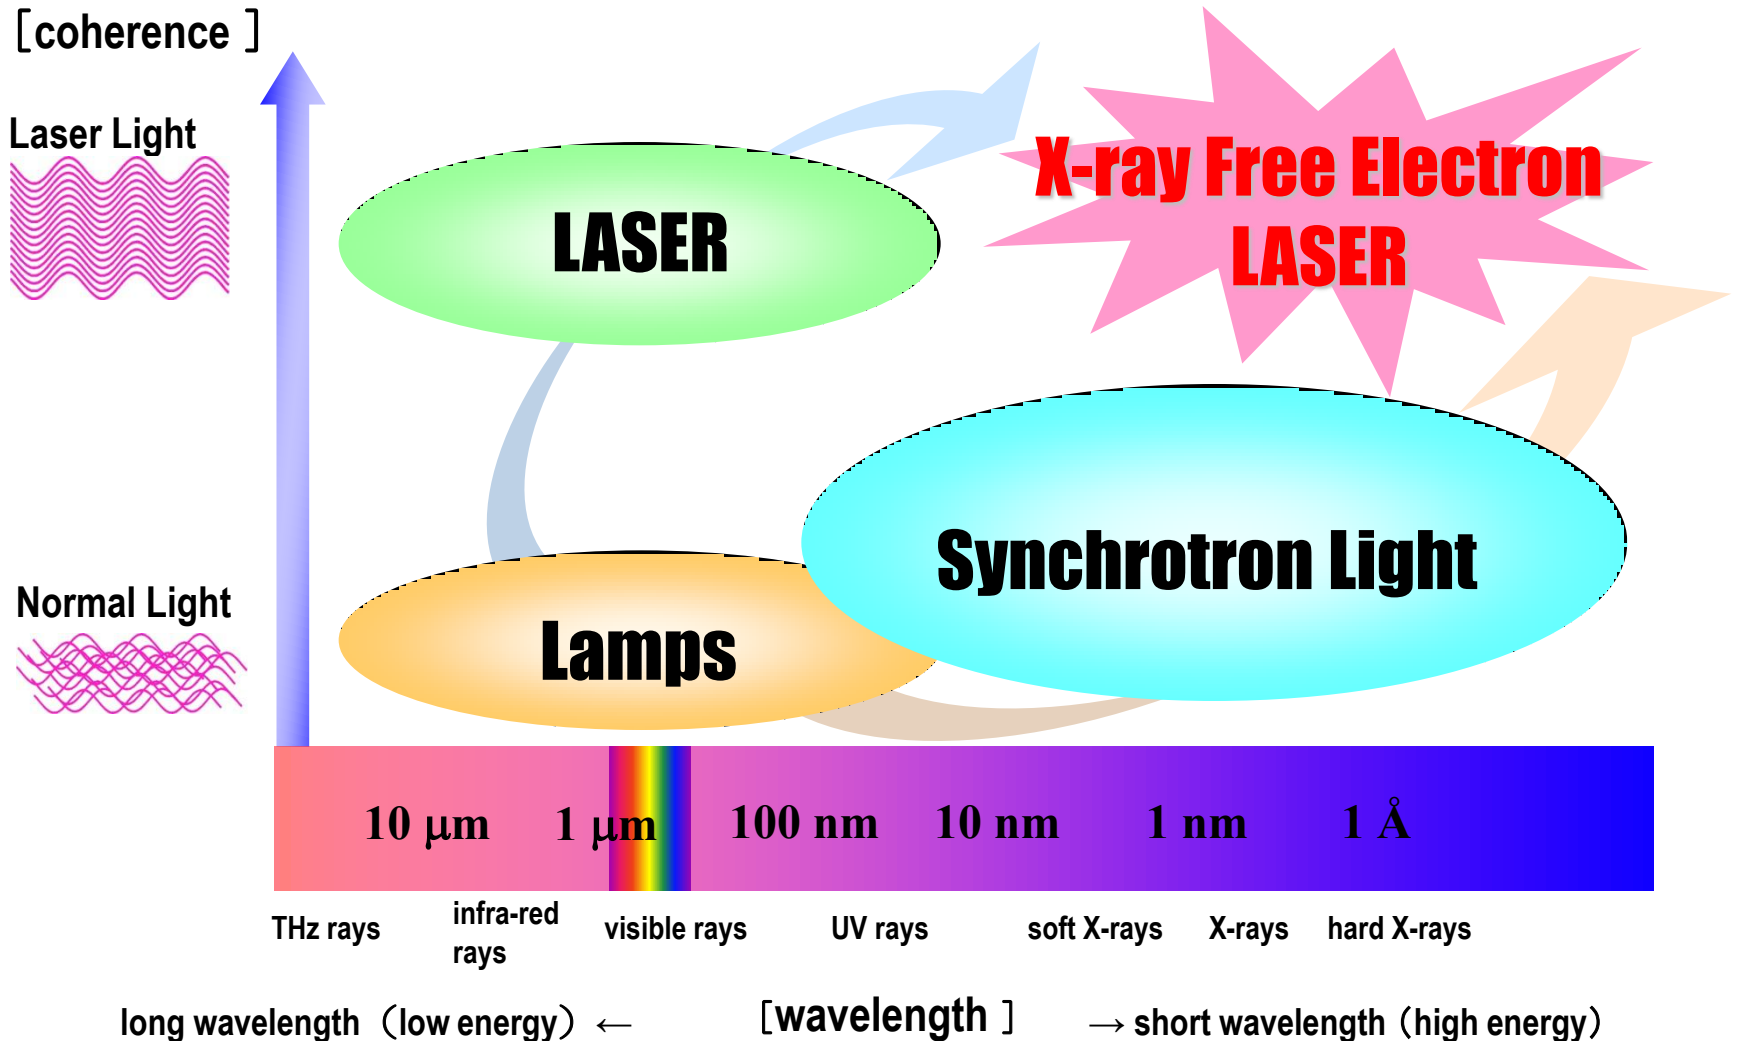 ［coherence ］
Laser Light
LASER
X-ray Free Electron
LASER
Synchrotron Light
Normal Light
Lamps
10 μm 1 μm 100 nm 10 nm 1 nm 1 Å
THz rays
infra-red
rays
visible rays
UV rays
soft X-rays
X-rays
hard X-rays
long wavelength（low energy）←
［wavelength ］
→ short wavelength（high energy）